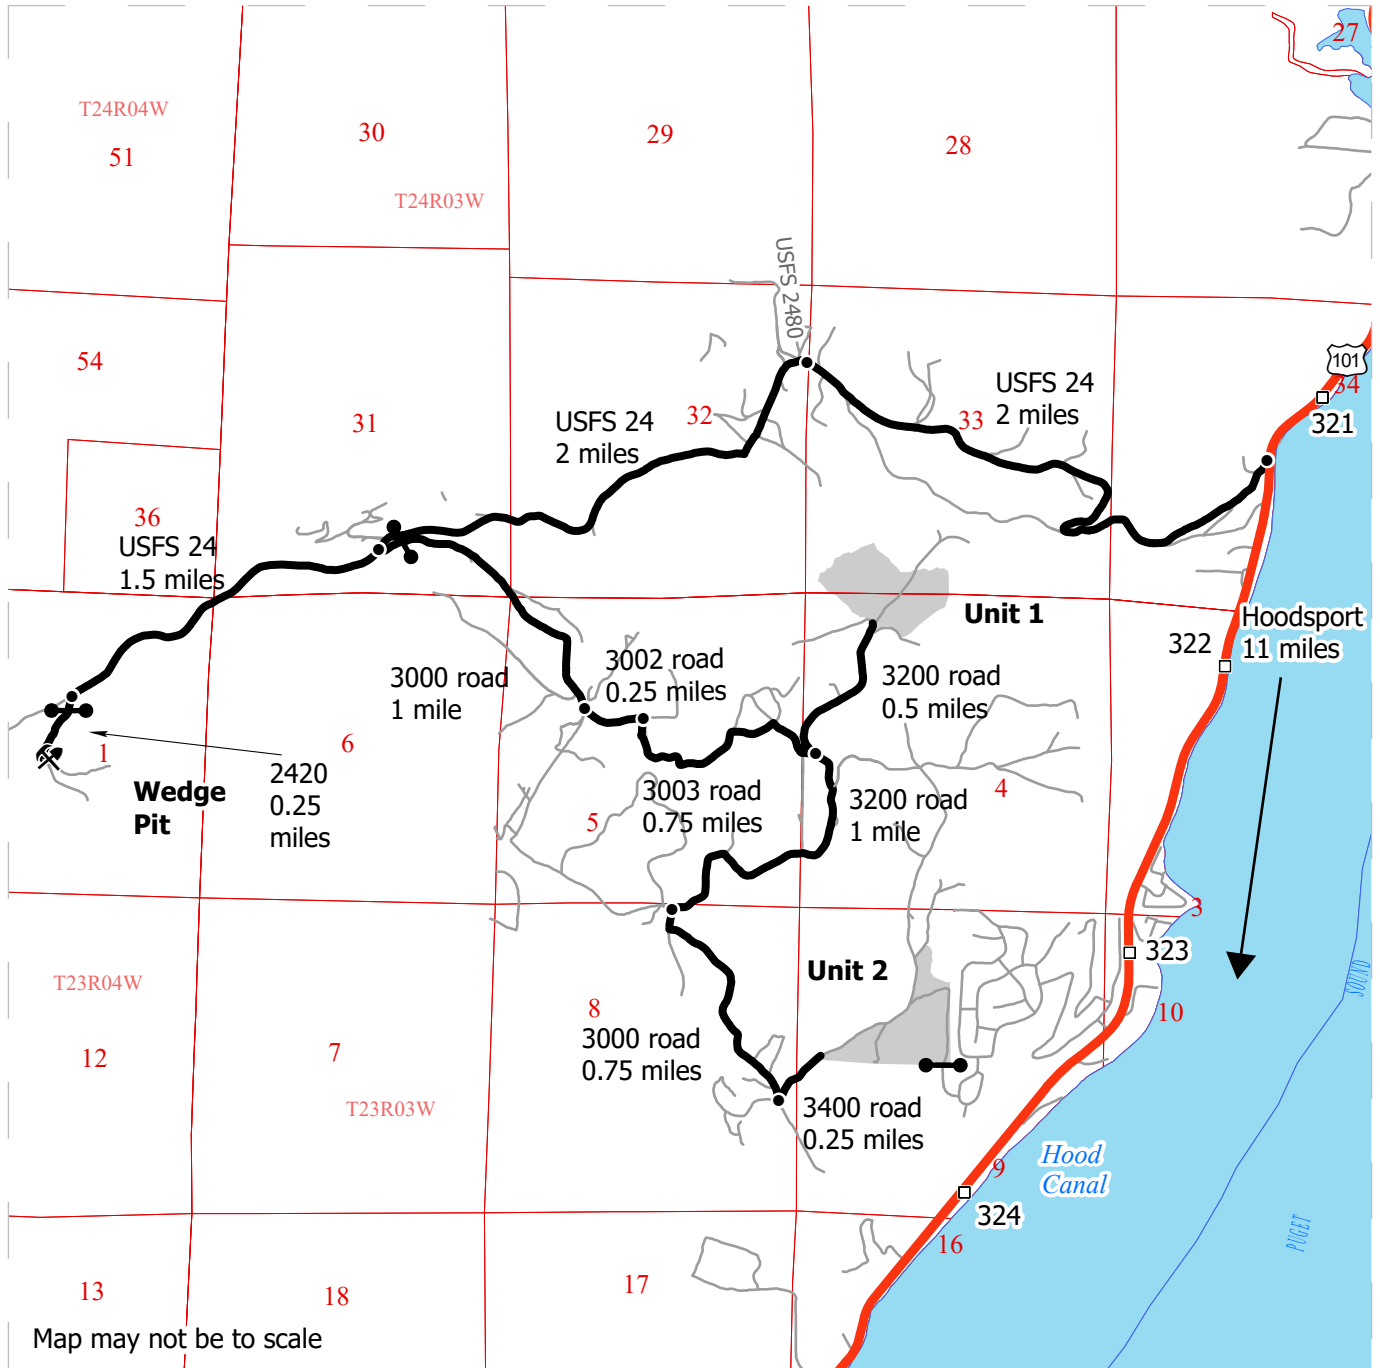 27
T24R04W
51
30
29
28
T24R03W
USFS 2480
54
31
32
33
USFS 24
2 miles
USFS 24
2 miles
101
34
321
36
USFS 24
1.5 miles
Unit 1
Hoodsport
11 miles
322
3000 road
1 mile
3002 road
0.25 miles
3200 road
0.5 miles
1
6
2420
0.25
miles
Wedge
Pit
3003 road
0.75 miles
5
3200 road
1 mile
4
3
323
Unit 2
SOUND
T23R04W
12
7
8
10
3000 road
0.75 miles
T23R03W
3400 road
0.25 miles
Hood
Canal
9
324
16
PUGET
13
18
17
Map may not be to scale